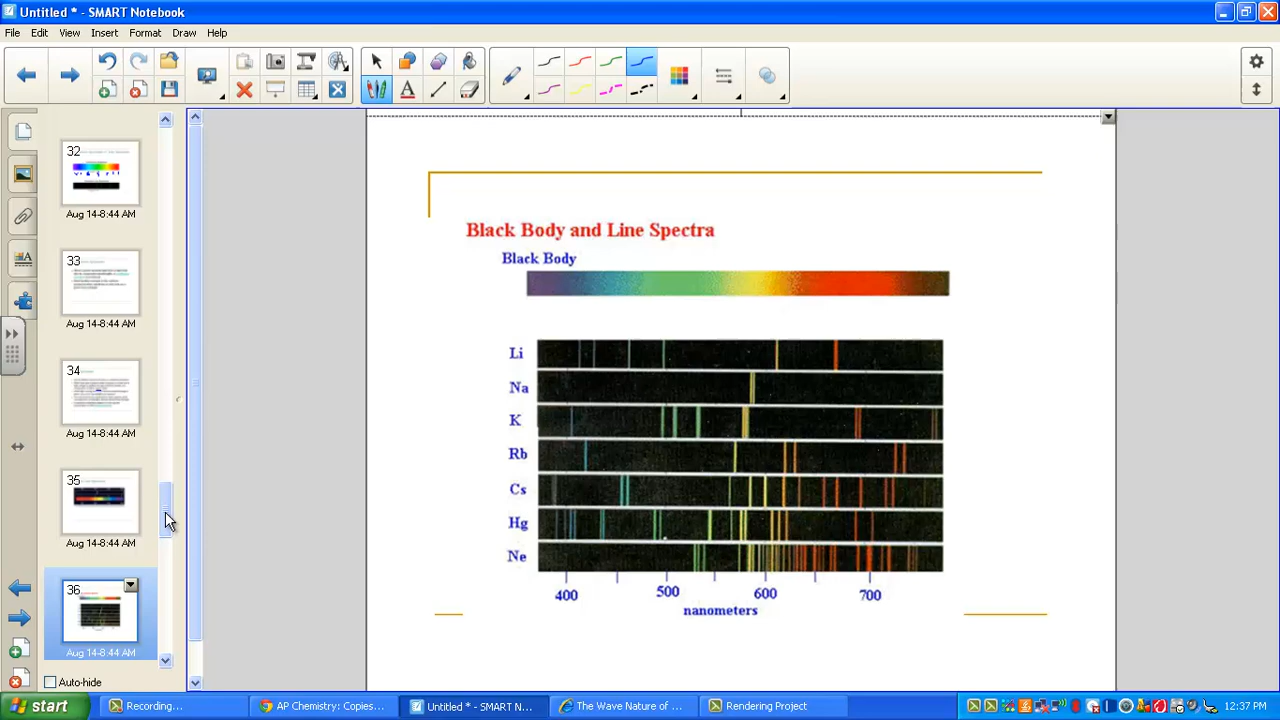 Untitled * - SMART Notebook
File Edit View Insert Format Draw Help
32
Aug 14-8:44 AM
33
Aug 14-8:44 AM
34
Aug 14-8:44 AM
35
Aug 14-8:44 AM
36
Aug 14-8:44 AM
Auto-hide
Black Body and Line Spectra
Black Body
Li
Na
K
Rb
Cs
Hg
Ne
400 500 600 700
nanometers
start Recording... AP Chemistry: Copies... Untitled * - SMART N... The Wave Nature of ... Rendering Project 12:37 PM